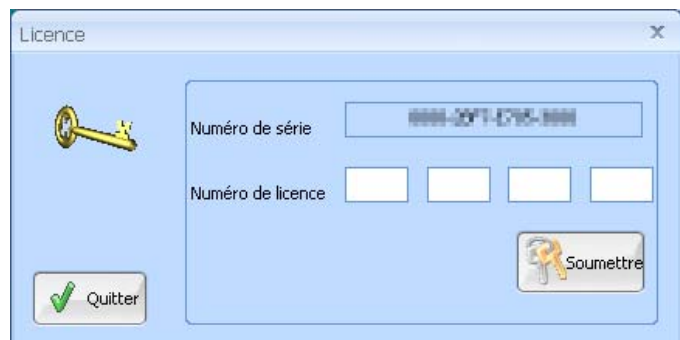 Licence
Numéro de série
Numéro de licence
Soumettre
Quitter